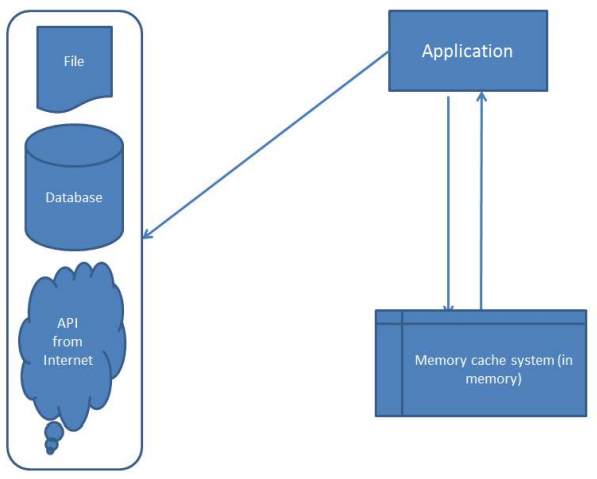 File
Application
Database
API
from
Internet
Memory cache system (in
memory)